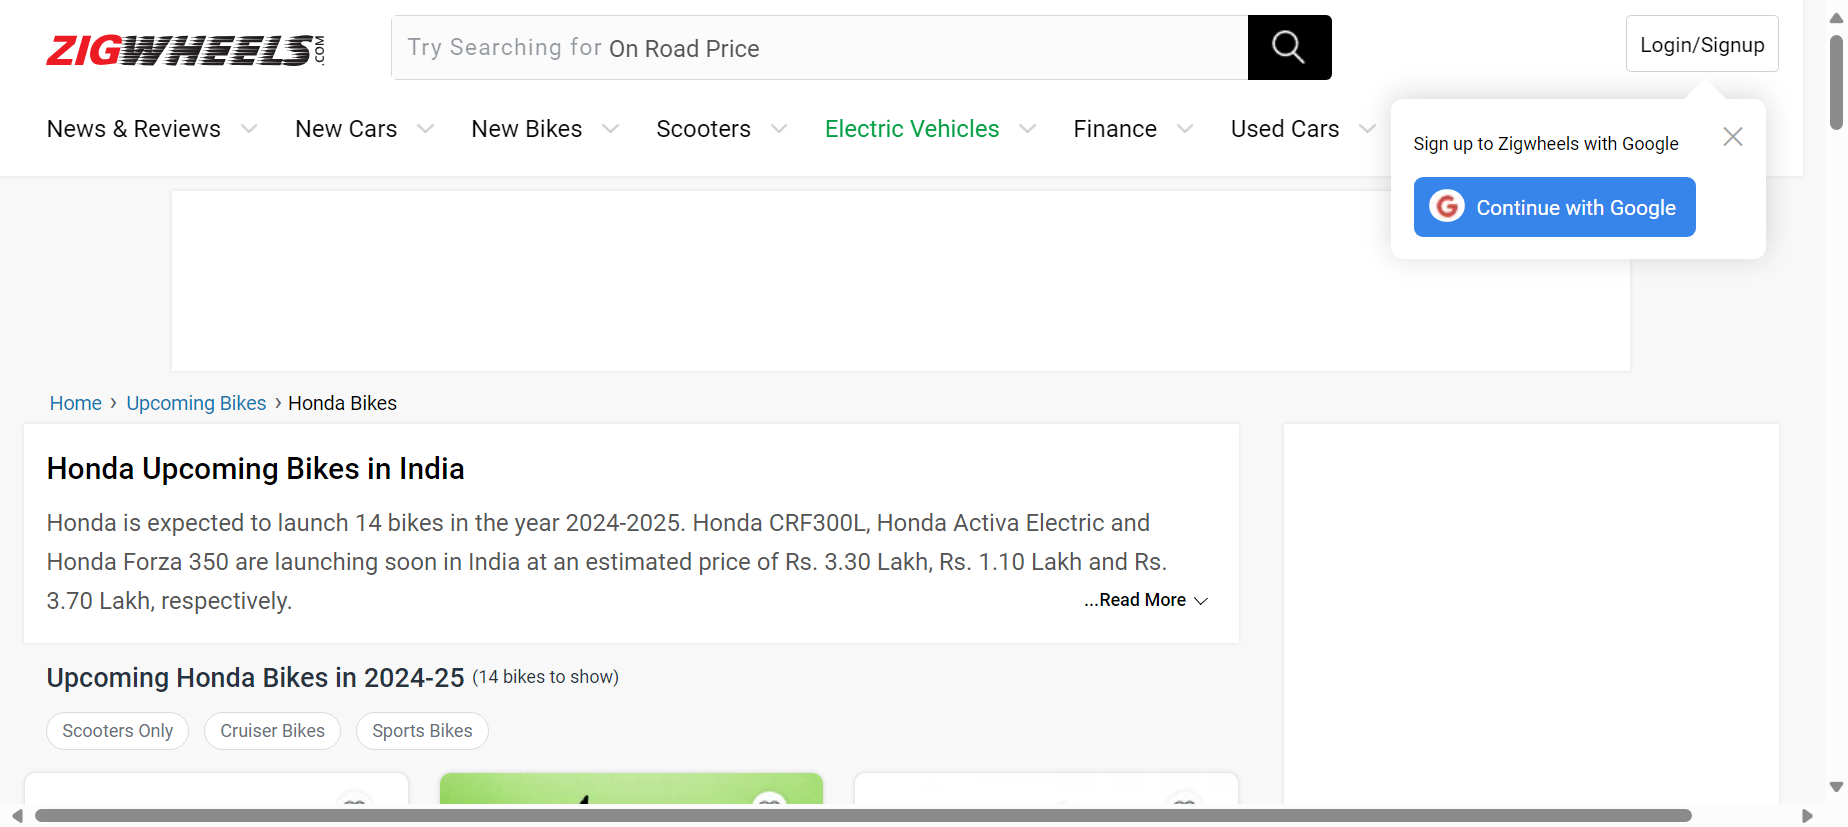 ZIGWHEELS.COM
Try Searching for On Road Price
Login/Signup
News & Reviews
New Cars
New Bikes
Scooters
Electric Vehicles
Finance
Used Cars
Sign up to Zigwheels with Google
G Continue with Google
Home › Upcoming Bikes › Honda Bikes
Honda Upcoming Bikes in India
Honda is expected to launch 14 bikes in the year 2024-2025. Honda CRF300L, Honda Activa Electric and
Honda Forza 350 are launching soon in India at an estimated price of Rs. 3.30 Lakh, Rs. 1.10 Lakh and Rs.
3.70 Lakh, respectively.
...Read More
Upcoming Honda Bikes in 2024-25 (14 bikes to show)
Scooters Only
Cruiser Bikes
Sports Bikes